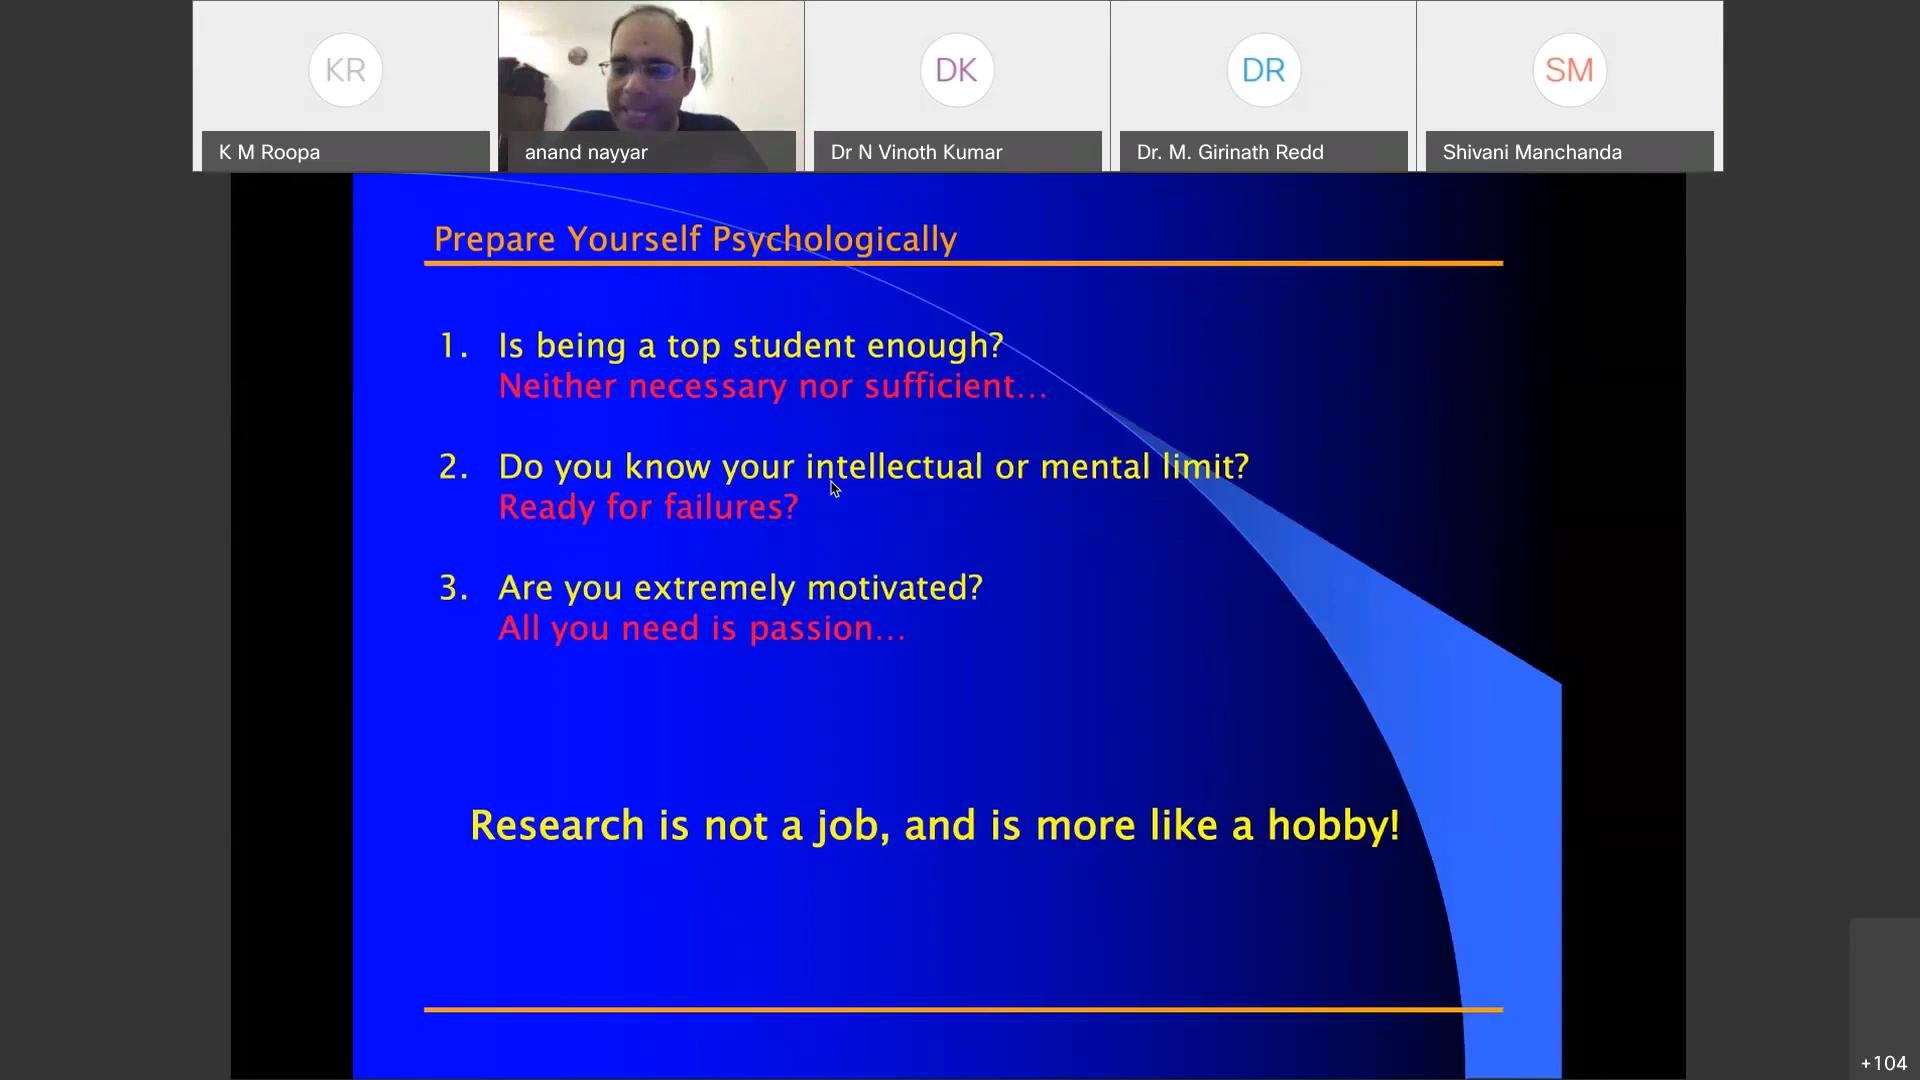 KR
DK
DR
SM
K M Roopa
anand nayyar
Dr N Vinoth Kumar
Dr. M. Girinath Redd
Shivani Manchanda
Prepare Yourself Psychologically
1. Is being a top student enough?
Neither necessary nor sufficient...
2. Do you know your intellectual or mental limit?
Ready for failures?
3. Are you extremely motivated?
All you need is passion...
Research is not a job, and is more like a hobby!
+104